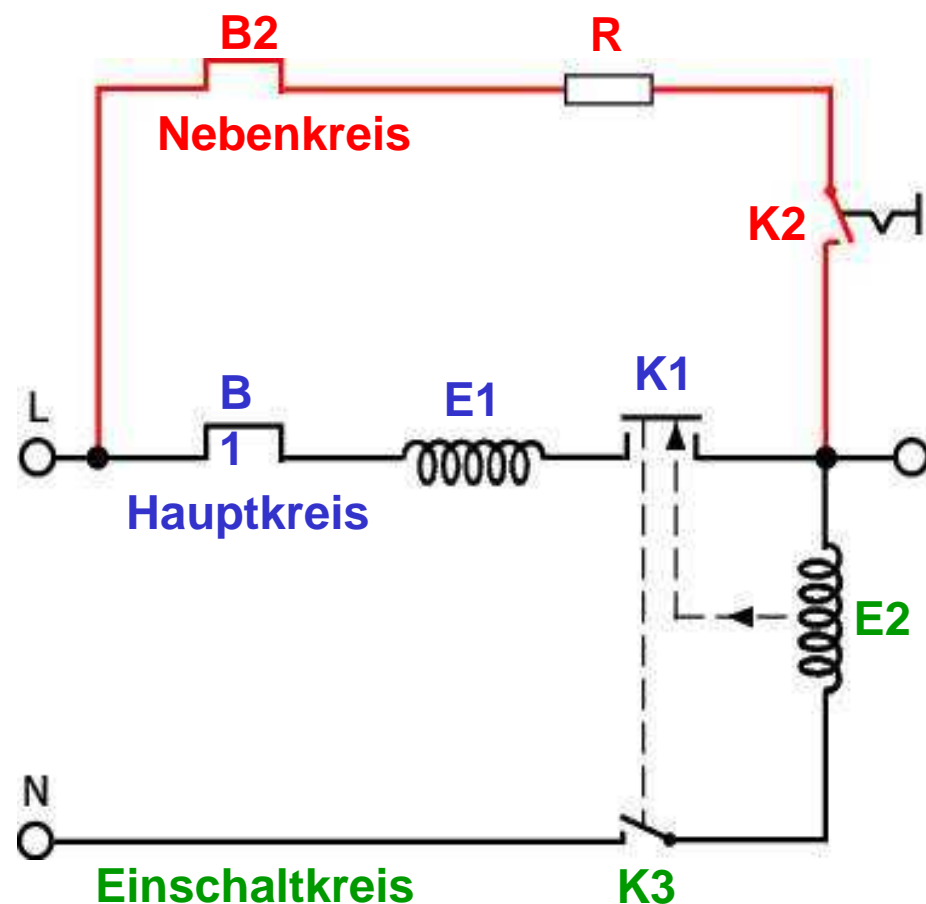 B2
R
Nebenkreis
K2
K1
B
E1
L
1
Hauptkreis
E2
N
Einschaltkreis
K3